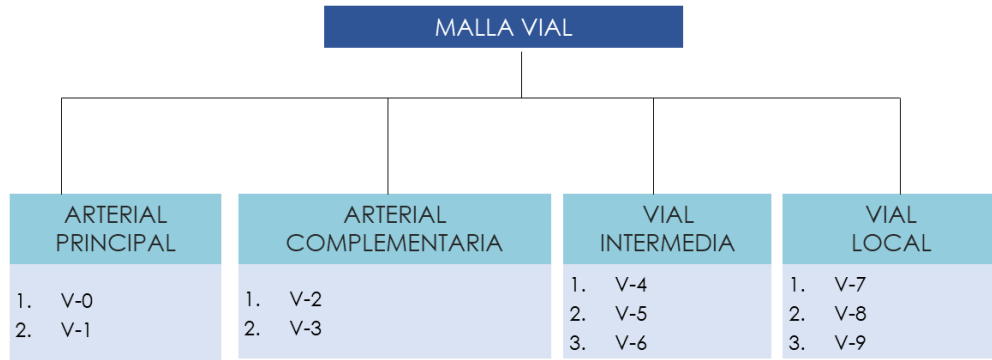 MALLA VIAL
ARTERIAL
PRINCIPAL
1. V-0
2. V-1
ARTERIAL
COMPLEMENTARIA
1. V-2
2. V-3
VIAL
INTERMEDIA
1. V-4
2. V-5
3. V-6
VIAL
LOCAL
1. V-7
2. V-8
3. V-9